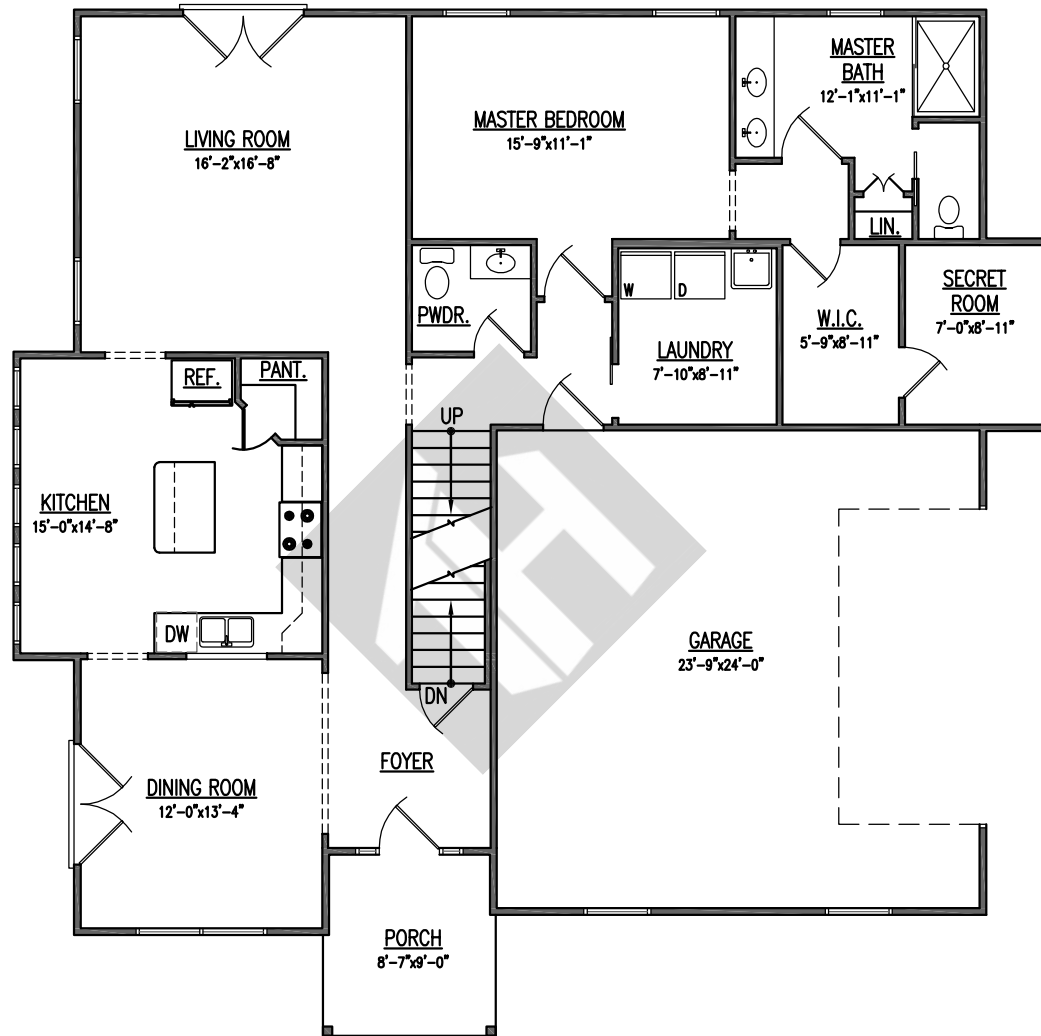 MASTER
BATH
12'-1"x11'-1"
MASTER BEDROOM
15'-9"x11'-1"
LIVING ROOM
16'-2"x16'-8"
LIN.
PWDR.
W
D
SECRET
ROOM
7'-0"x8'-11"
W.I.C.
5'-9"x8'-11"
LAUNDRY
7'-10"x8'-11"
REF.
PANT.
UP
KITCHEN
15'-0"x14'-8"
DW
GARAGE
23'-9"x24'-0"
DN
FOYER
DINING ROOM
12'-0"x13'-4"
PORCH
8'-7"x9'-0"